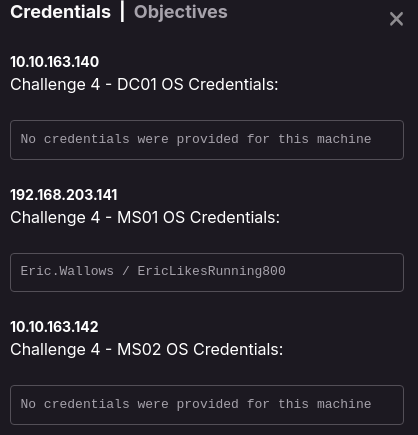 Credentials | Objectives
10.10.163.140
Challenge 4 - DC01 OS Credentials:
No credentials were provided for this machine
192.168.203.141
Challenge 4 - MS01 OS Credentials:
Eric.Wallows / EricLikesRunning800
10.10.163.142
Challenge 4 - MS02 OS Credentials:
No credentials were provided for this machine